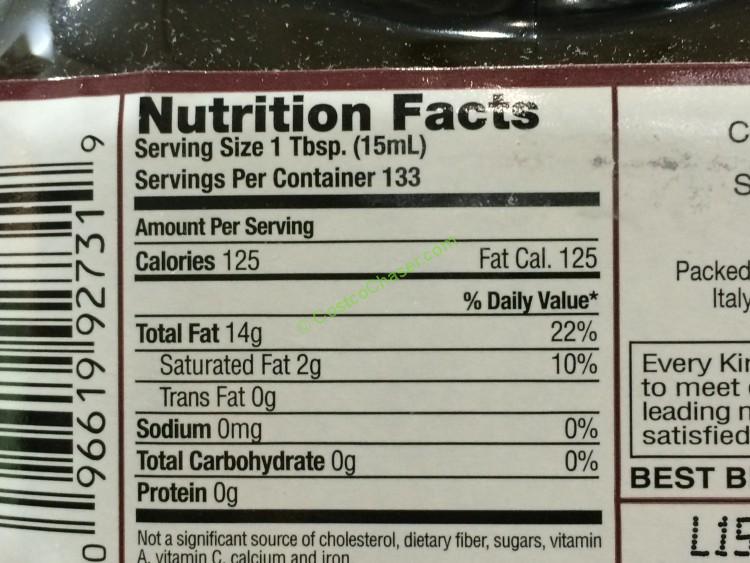 Nutrition Facts
Serving Size 1 Tbsp. (15mL)
Servings Per Container 133
Amount Per Serving
Calories 125 Fat Cal. 125
% Daily Value*
Total Fat 14g 22%
Saturated Fat 2g 10%
Trans Fat 0g
Sodium 0mg 0%
Total Carbohydrate 0g 0%
Protein 0g
Not a significant source of cholesterol, dietary fiber, sugars, vitamin
A, vitamin C, calcium and iron
0 96619 92731 9
© CostcoChaser.com
C
S
Packed
Italy
Every Kir
to meet
leading
satisfied
BEST B
L15